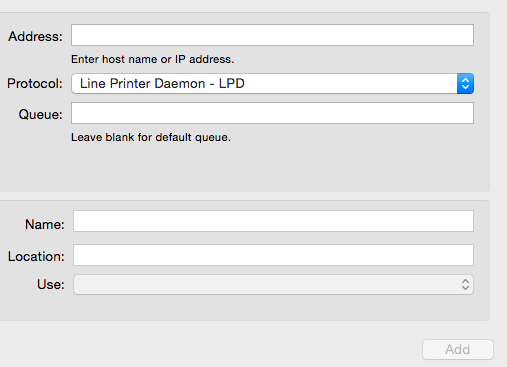 Address:
Enter host name or IP address.
Protocol: Line Printer Daemon - LPD
Queue:
Leave blank for default queue.
Name:
Location:
Use:
Add